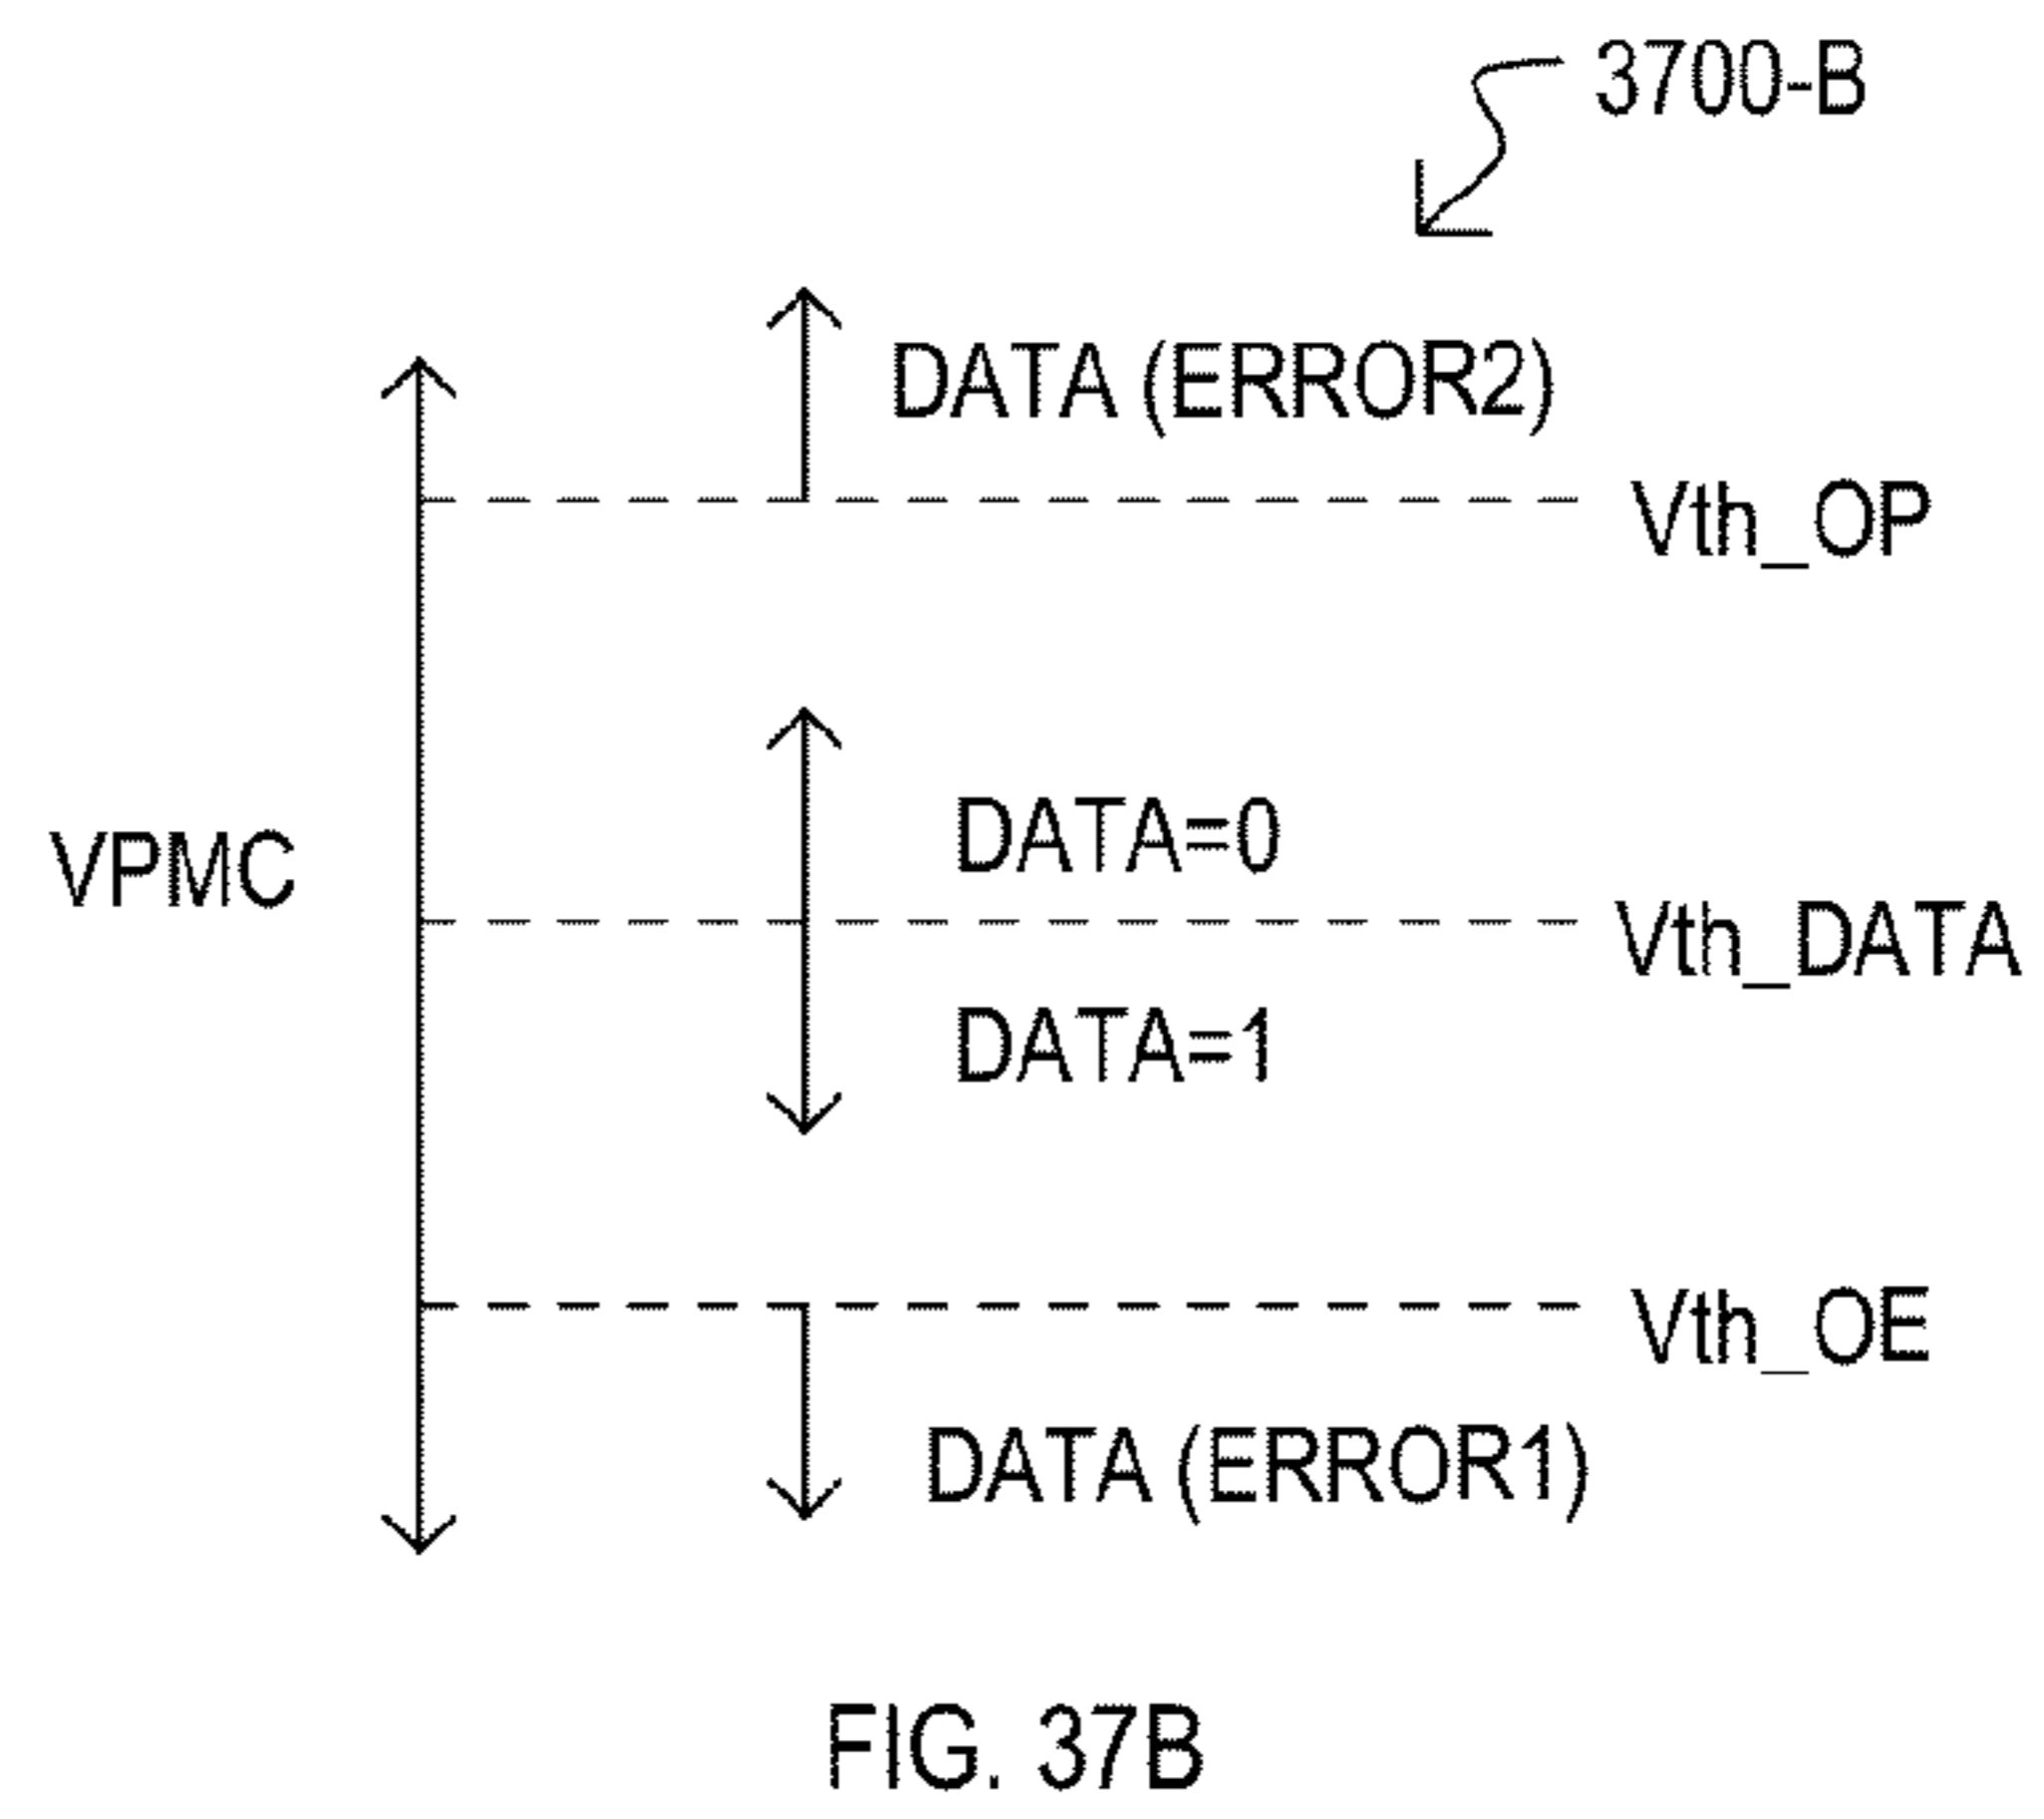 3700-B
DATA (ERROR2)
Vth_OP
DATA=0
VPMC
Vth_DATA
DATA=1
Vth_OE
DATA (ERROR1)
FIG. 37B